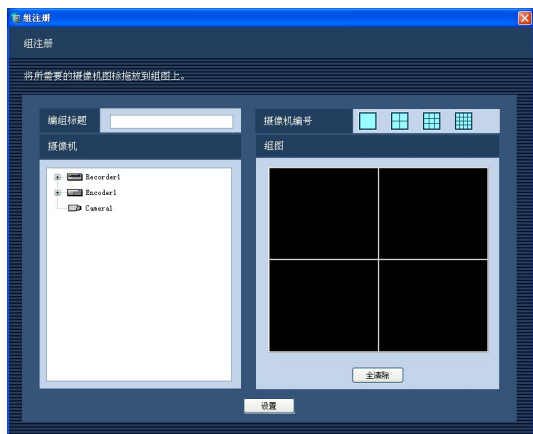 组注册
组注册
将所需要的摄像机图标拖放到组图上。
编组标题
摄像机编号
摄像机
组图
Recorder1
Encoder1
Camera1
全清除
设置